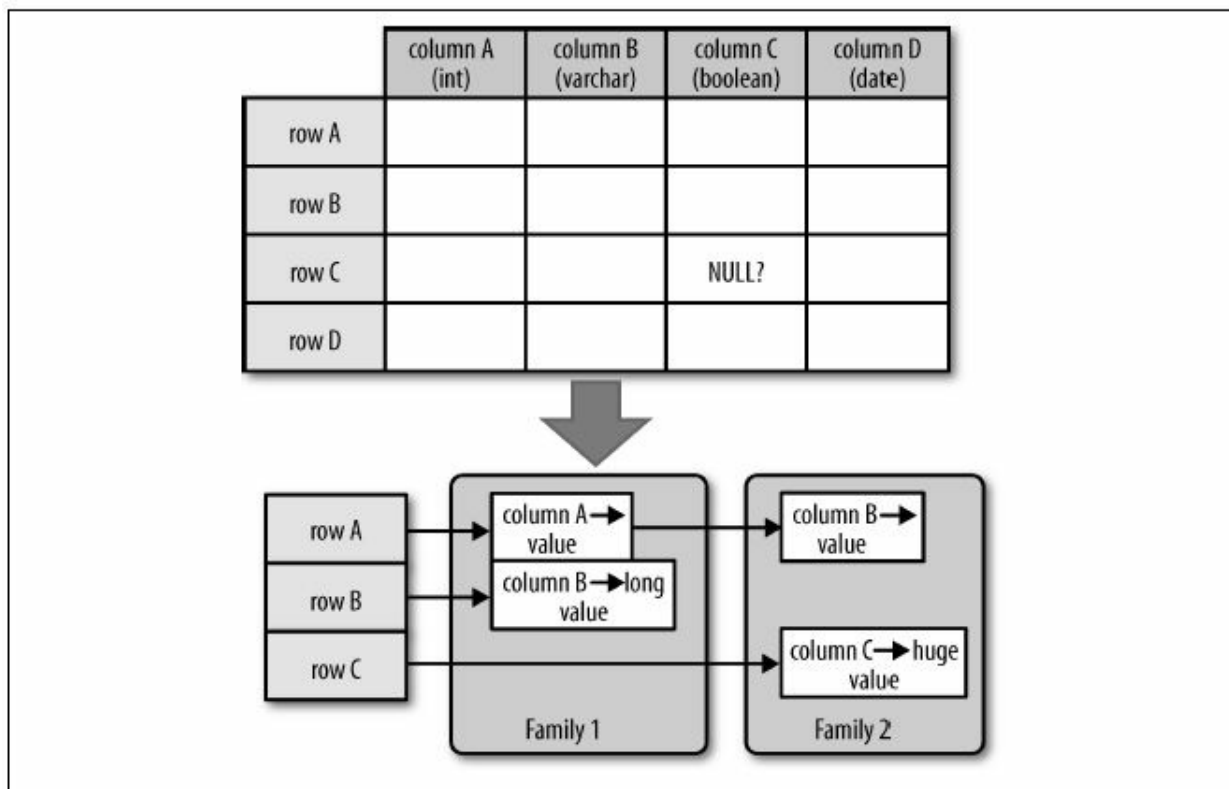 column A column B column C column D
(int) (varchar) (boolean) (date)
row A
row B
row C NULL?
row D
row A
column A→
value
column B→
value
row B
column B→long
value
row C
column C→ huge
value
Family 1 Family 2